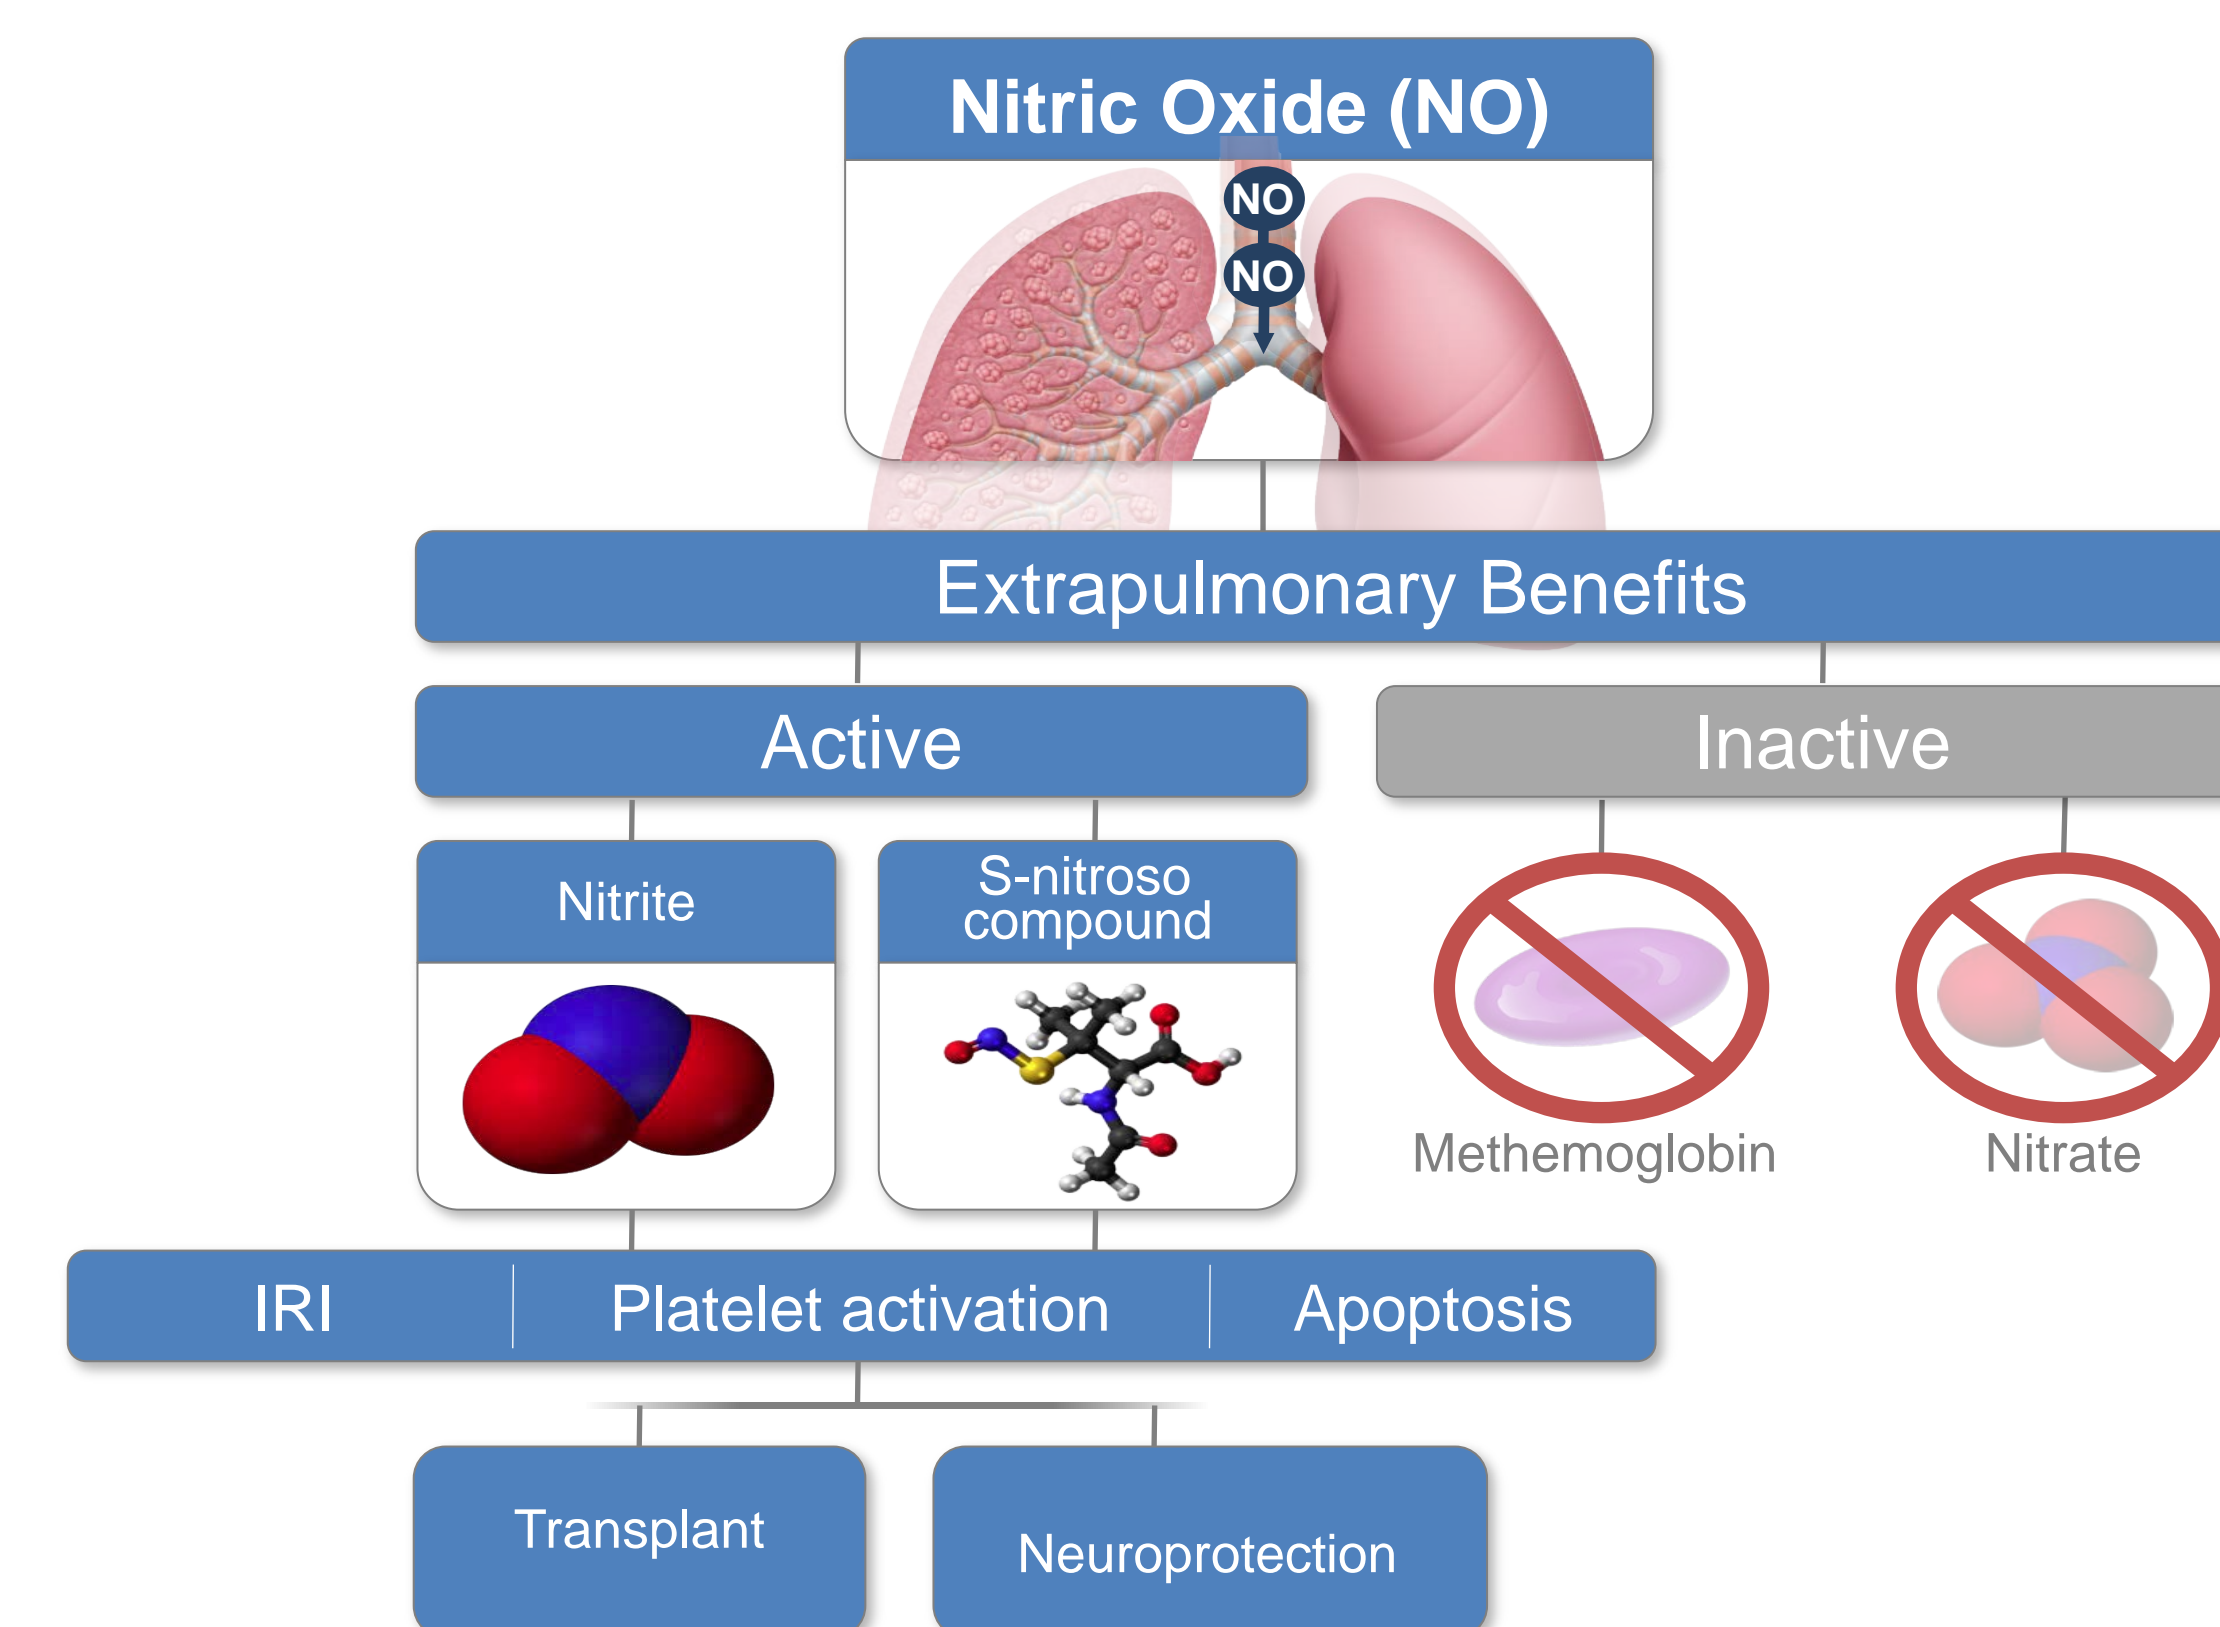 Nitric Oxide (NO)
NO
NO
Extrapulmonary Benefits
Active
Inactive
Nitrite
S-nitroso
compound
Methemoglobin
Nitrate
IRI
Platelet activation
Apoptosis
Transplant
Neuroprotection